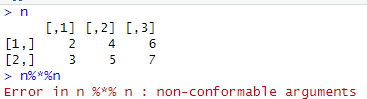 > n
     [,1] [,2] [,3]
[1,]    2    4    6
[2,]    3    5    7
> n%*%n
Error in n %*% n : non-conformable arguments